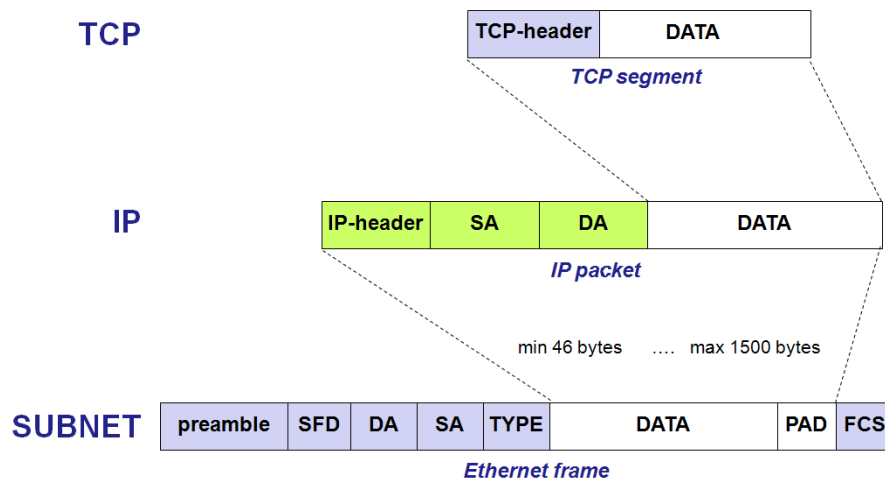 TCP
TCP-header DATA
TCP segment
IP
IP-header SA DA DATA
IP packet
min 46 bytes .... max 1500 bytes
SUBNET
preamble SFD DA SA TYPE DATA PAD FCS
Ethernet frame